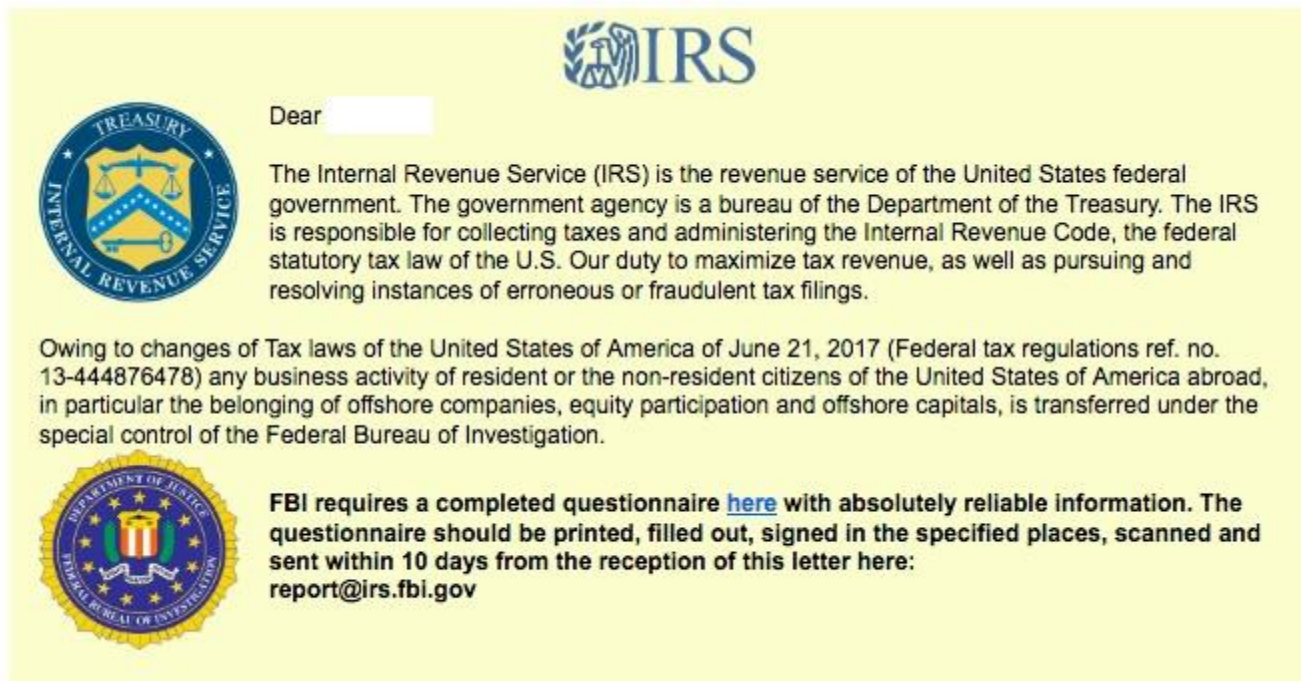 IRS
Dear
TREASURY
INTERNAL REVENUE SERVICE
The Internal Revenue Service (IRS) is the revenue service of the United States federal
government. The government agency is a bureau of the Department of the Treasury. The IRS
is responsible for collecting taxes and administering the Internal Revenue Code, the federal
statutory tax law of the U.S. Our duty to maximize tax revenue, as well as pursuing and
resolving instances of erroneous or fraudulent tax filings.
Owing to changes of Tax laws of the United States of America of June 21, 2017 (Federal tax regulations ref. no.
13-444876478) any business activity of resident or the non-resident citizens of the United States of America abroad,
in particular the belonging of offshore companies, equity participation and offshore capitals, is transferred under the
special control of the Federal Bureau of Investigation.
DEPARTMENT OF JUSTICE
FEDERAL BUREAU OF INVESTIGATION
FBI requires a completed questionnaire here with absolutely reliable information. The
questionnaire should be printed, filled out, signed in the specified places, scanned and
sent within 10 days from the reception of this letter here:
report@irs.fbi.gov